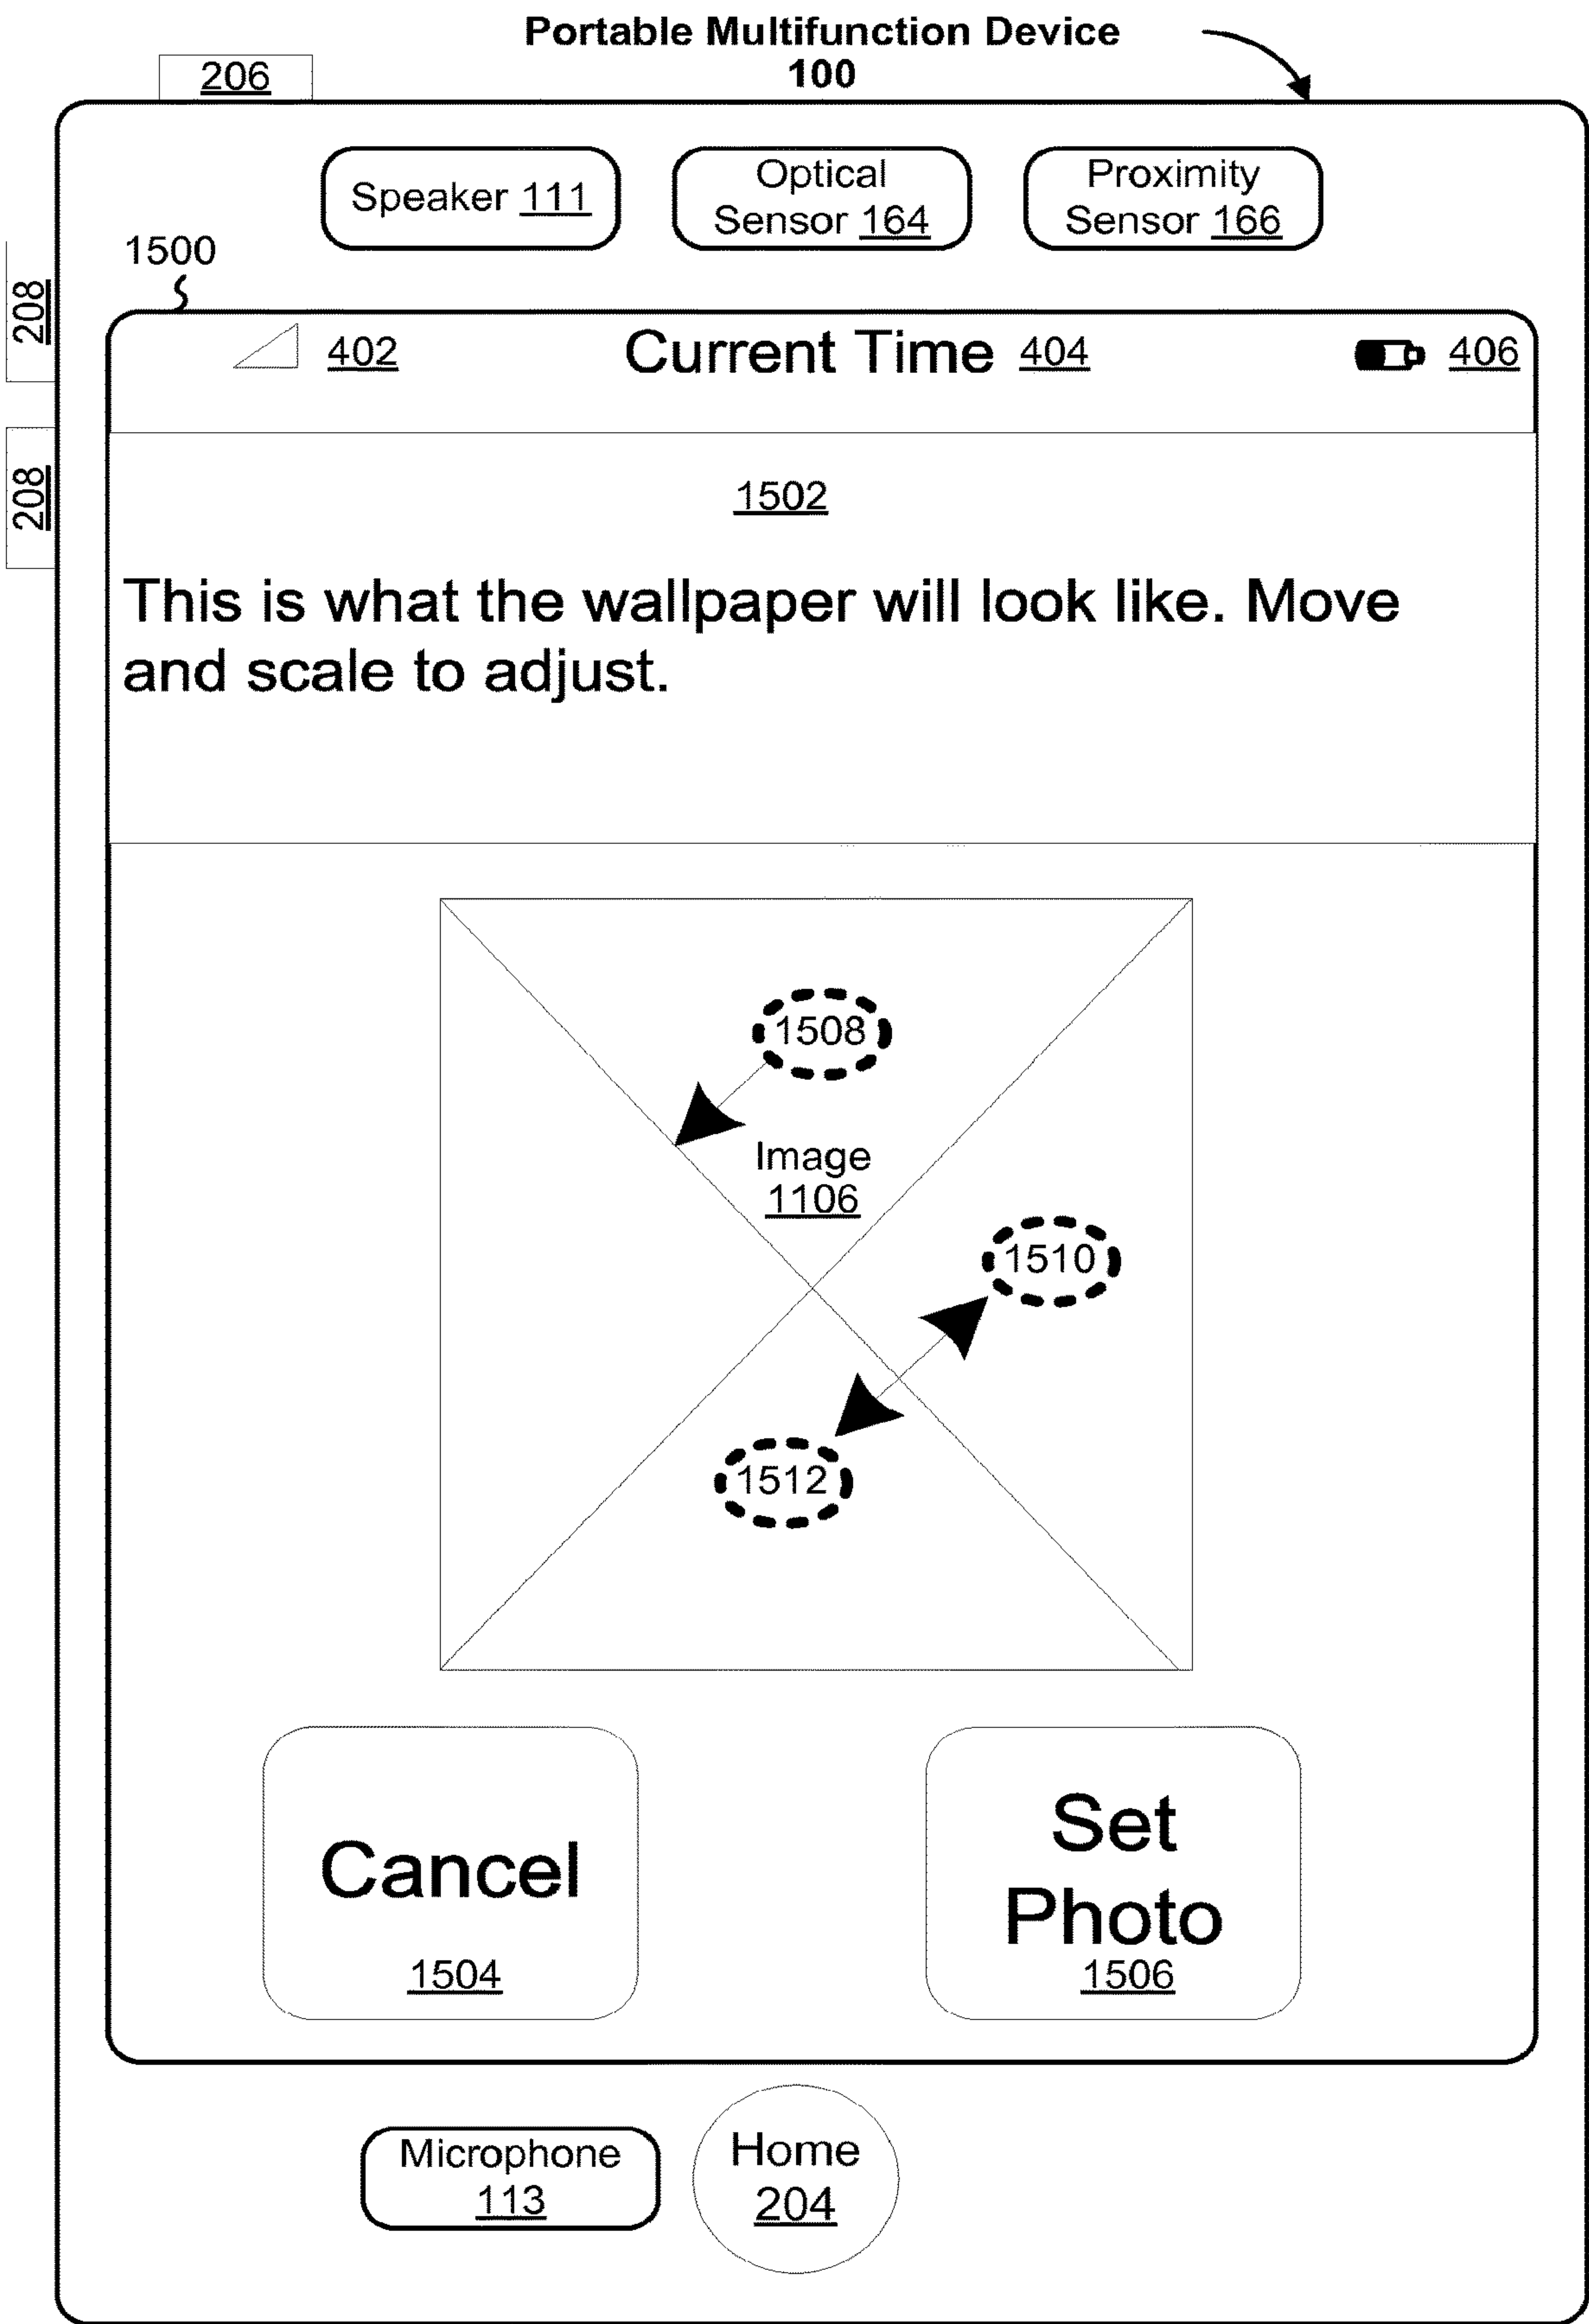 Portable Multifunction Device
100
206
Speaker 111
Optical
Sensor 164
Proximity
Sensor 166
1500
208
208
402
Current Time 404
406
1502
This is what the wallpaper will look like. Move
and scale to adjust.
1508
Image
1106
1510
1512
Cancel
1504
Set
Photo
1506
Microphone
113
Home
204